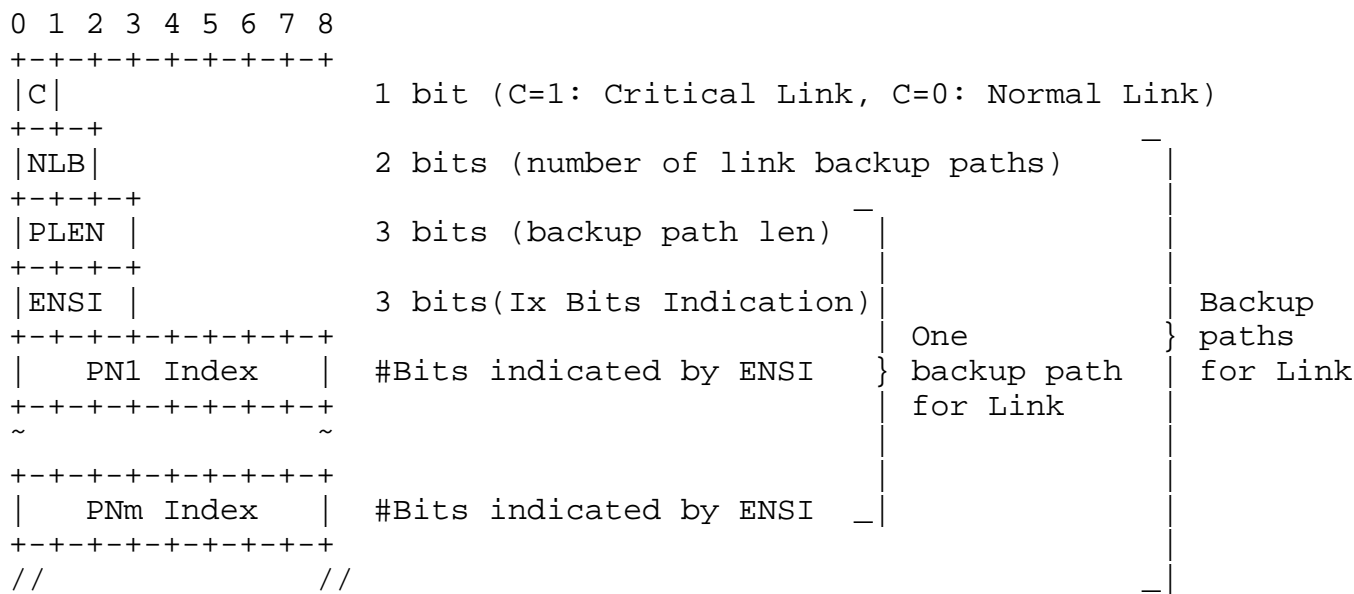 0 1 2 3 4 5 6 7 8
+-+-+-+-+-+-+-+-+
|C|                1 bit (C=1: Critical Link, C=0: Normal Link)
+-+-+                                                      _
|NLB|              2 bits (number of link backup paths)     |
+-+-+-+                                     _               |
|PLEN |            3 bits (backup path len)  |              |
+-+-+-+                                      |              |
|ENSI |            3 bits(Ix Bits Indication)|              | Backup
+-+-+-+-+-+-+-+-+                            | One          } paths
|   PN1 Index   |  #Bits indicated by ENSI   } backup path  | for Link
+-+-+-+-+-+-+-+-+                            | for Link     |
~               ~                            |              |
+-+-+-+-+-+-+-+-+                            |              |
|   PNm Index   |  #Bits indicated by ENSI  _|              |
+-+-+-+-+-+-+-+-+                                           |
//              //                                         _|